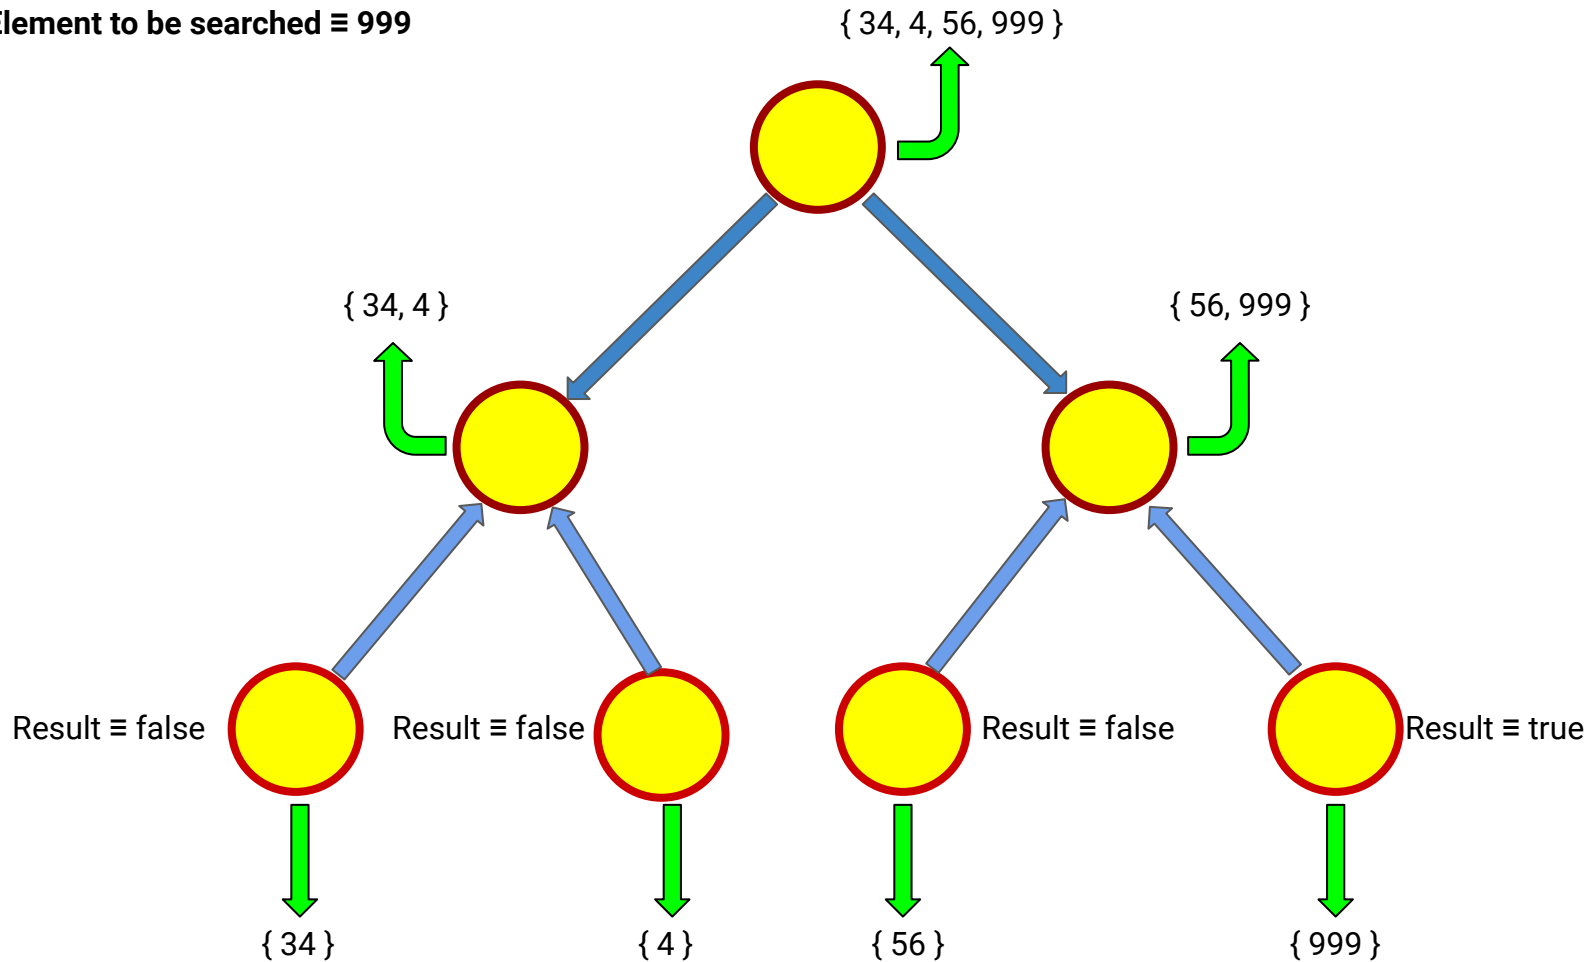 Element to be searched ≡ 999
{ 34, 4, 56, 999 }
{ 34, 4 }
{ 56, 999 }
Result ≡ false
Result ≡ false
Result ≡ false
Result ≡ true
{ 34 }
{ 4 }
{ 56 }
{ 999 }